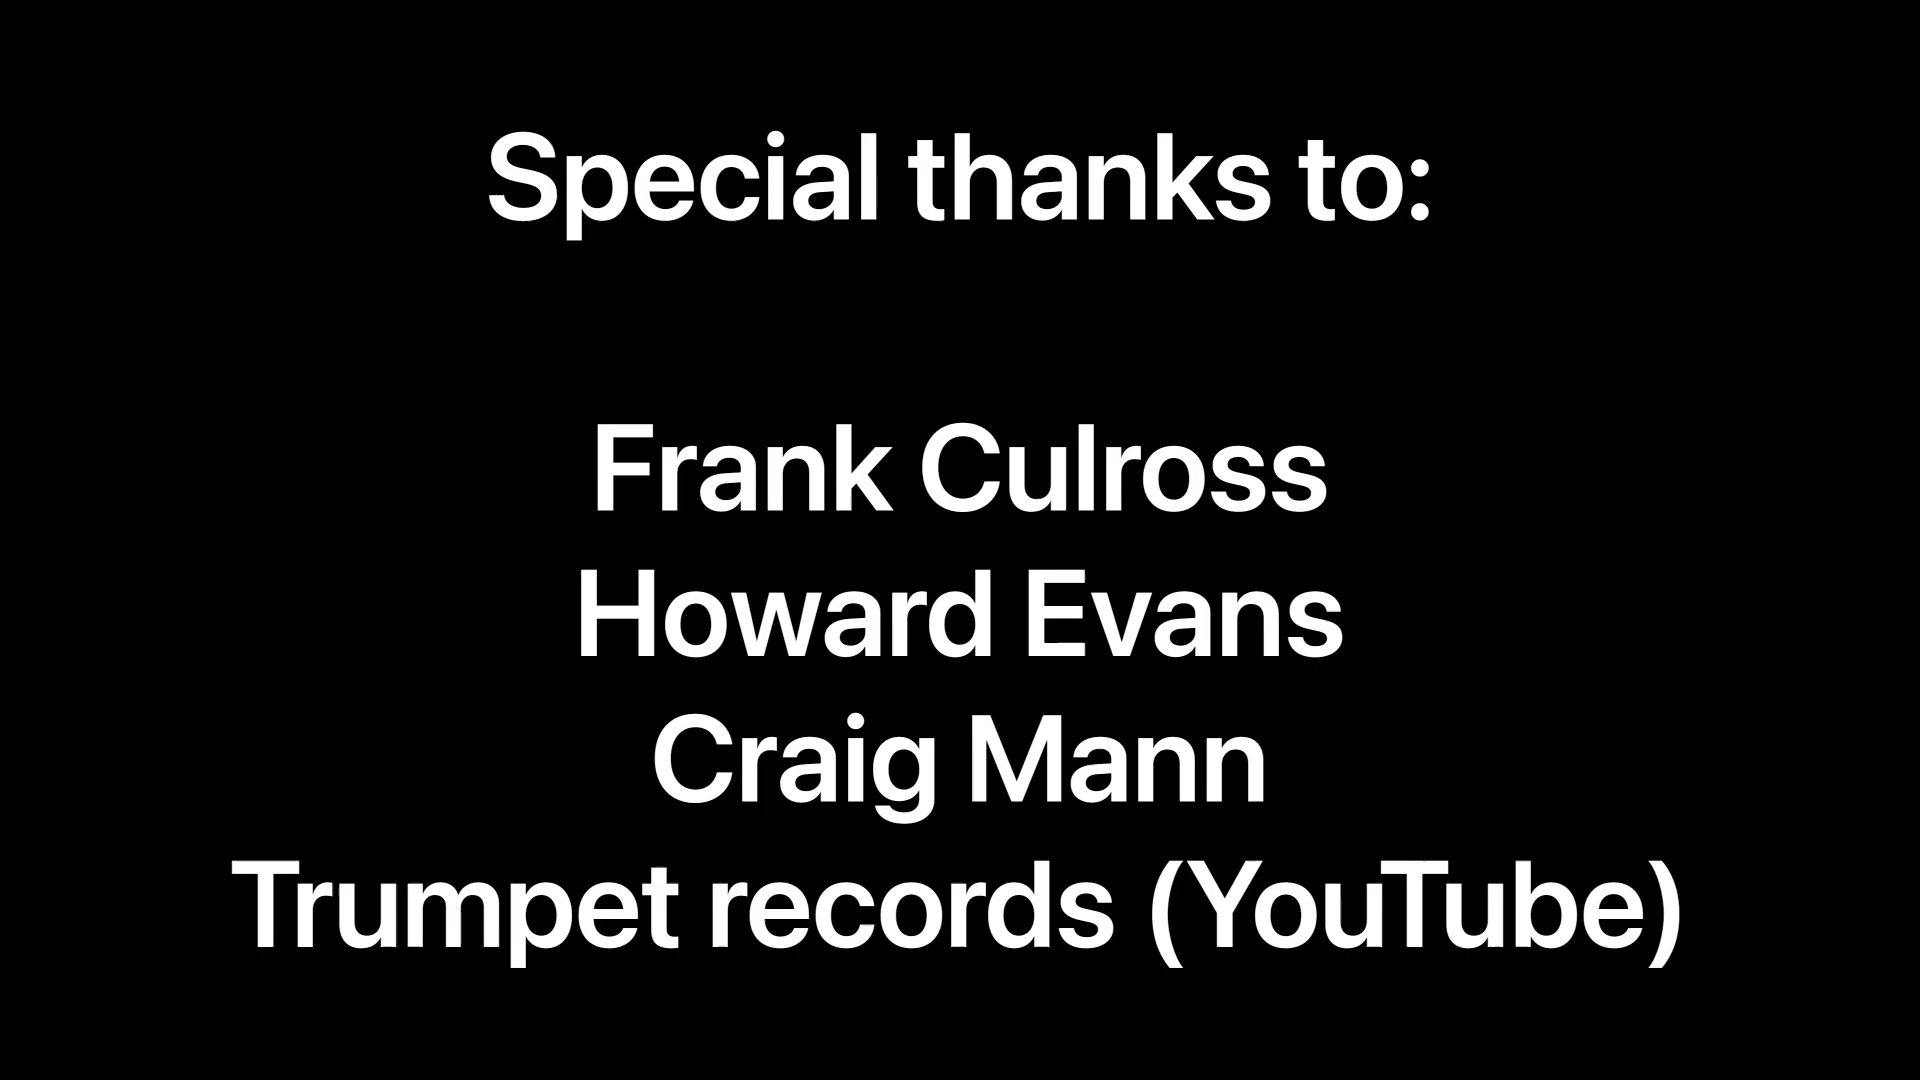 Special thanks to:
Frank Culross
Howard Evans
Craig Mann
Trumpet records (YouTube)